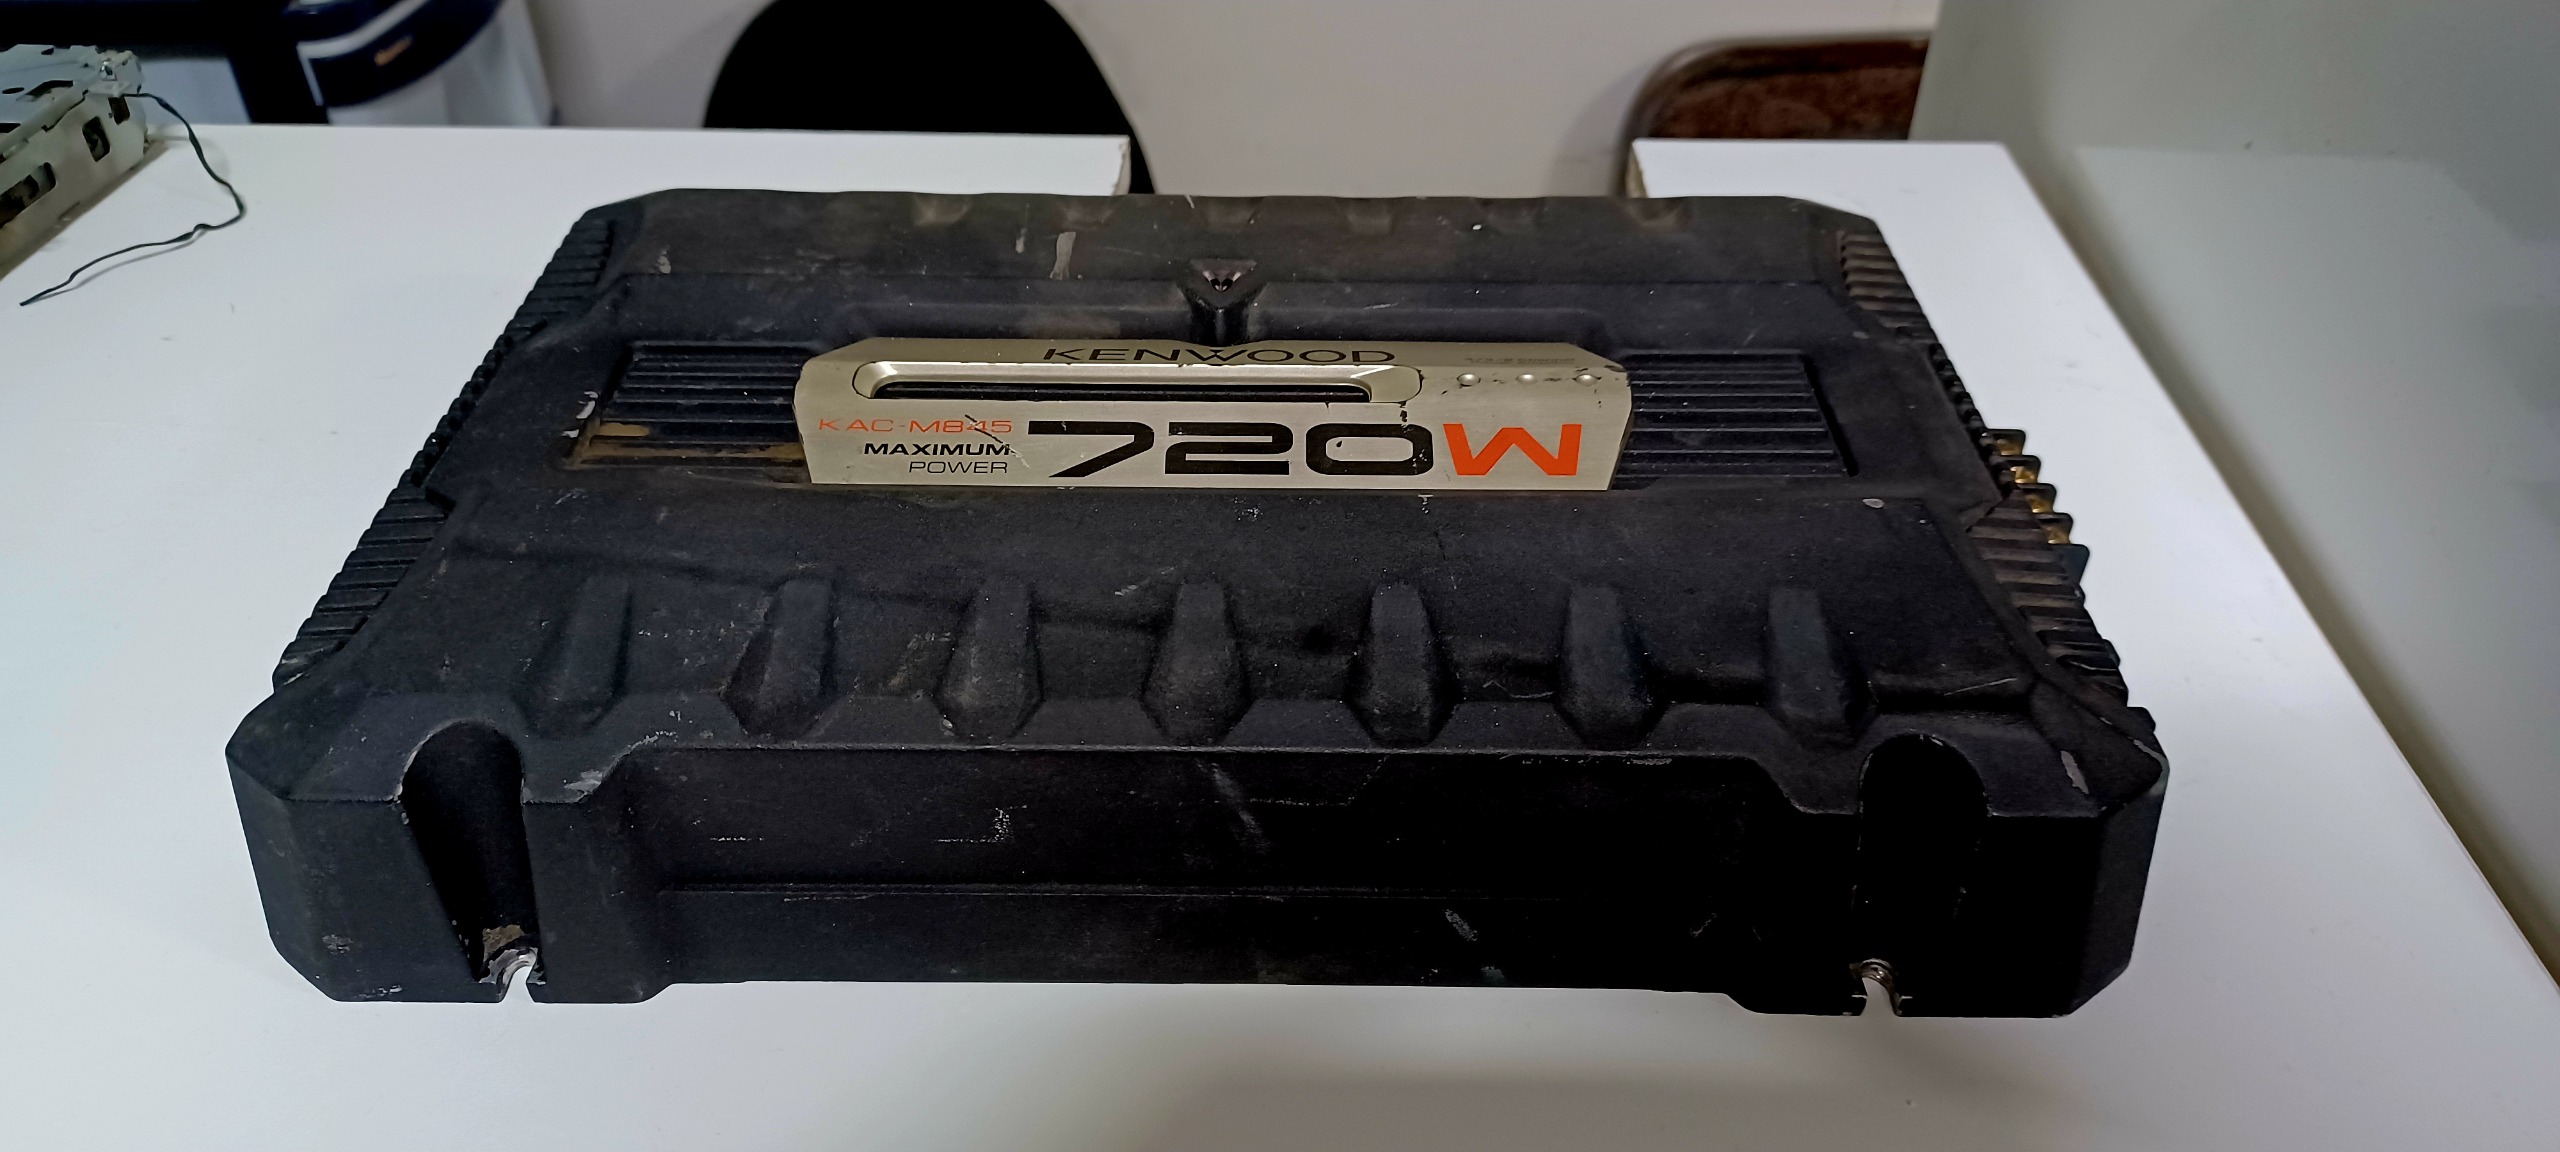 KENWOOD
KAC-M845
MAXIMUM
POWER
720W